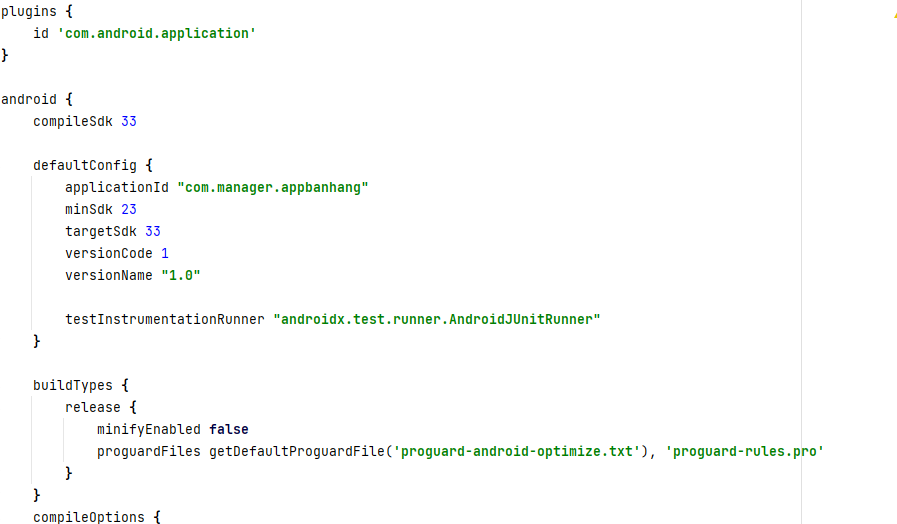 plugins {
    id 'com.android.application'
}
android {
    compileSdk 33
    defaultConfig {
        applicationId "com.manager.appbanhang"
        minSdk 23
        targetSdk 33
        versionCode 1
        versionName "1.0"
        testInstrumentationRunner "androidx.test.runner.AndroidJUnitRunner"
    }
    buildTypes {
        release {
            minifyEnabled false
            proguardFiles getDefaultProguardFile('proguard-android-optimize.txt'), 'proguard-rules.pro'
        }
    }
    compileOptions {